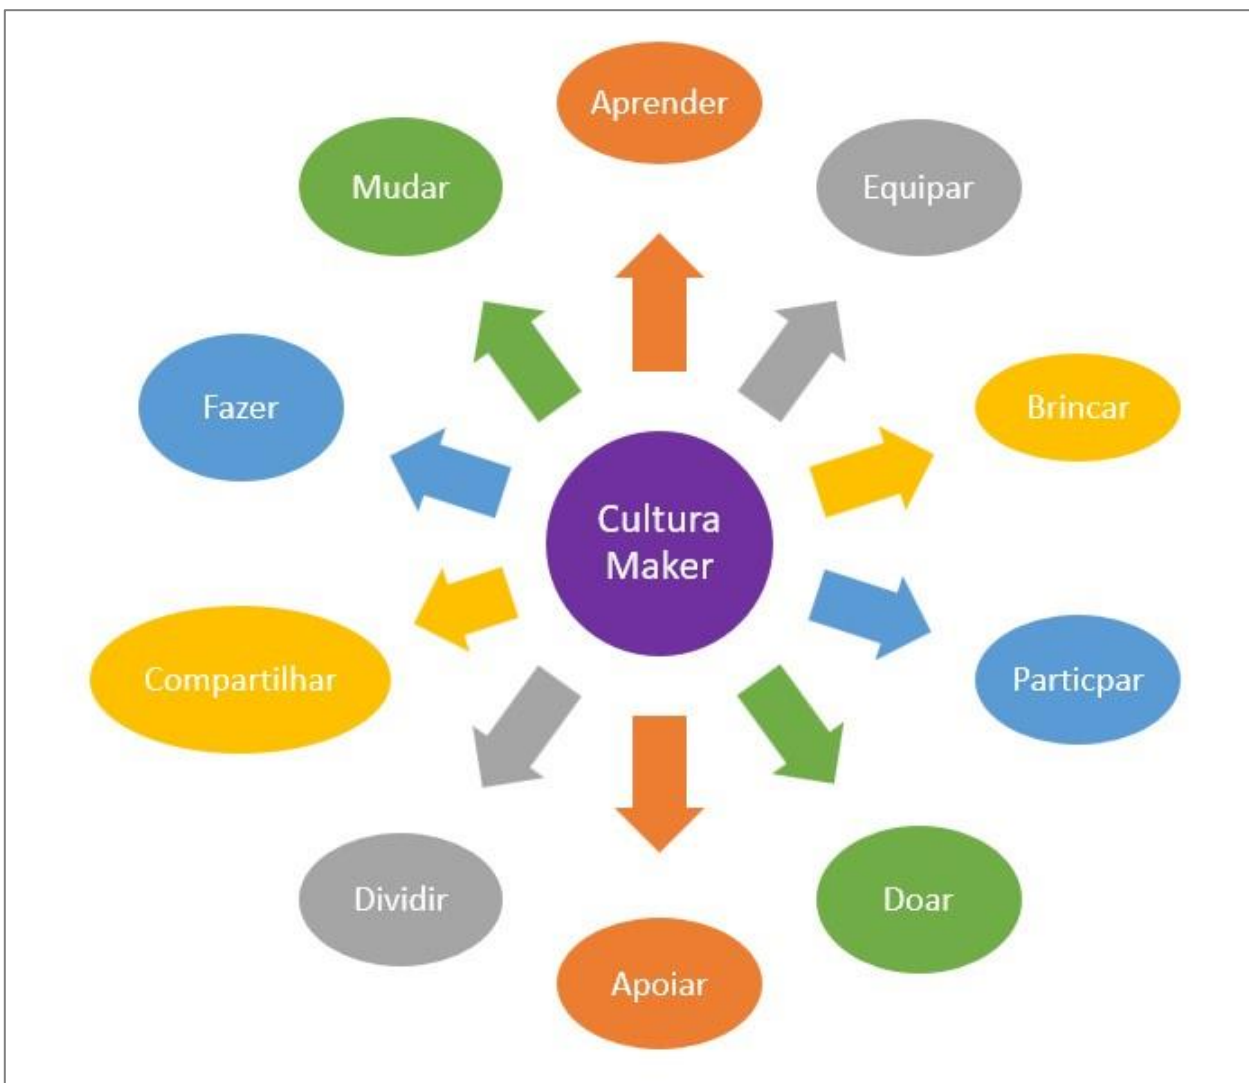 Aprender
Mudar
Equipar
Fazer
Brincar
Cultura
Maker
Compartilhar
Particpar
Dividir
Doar
Apoiar